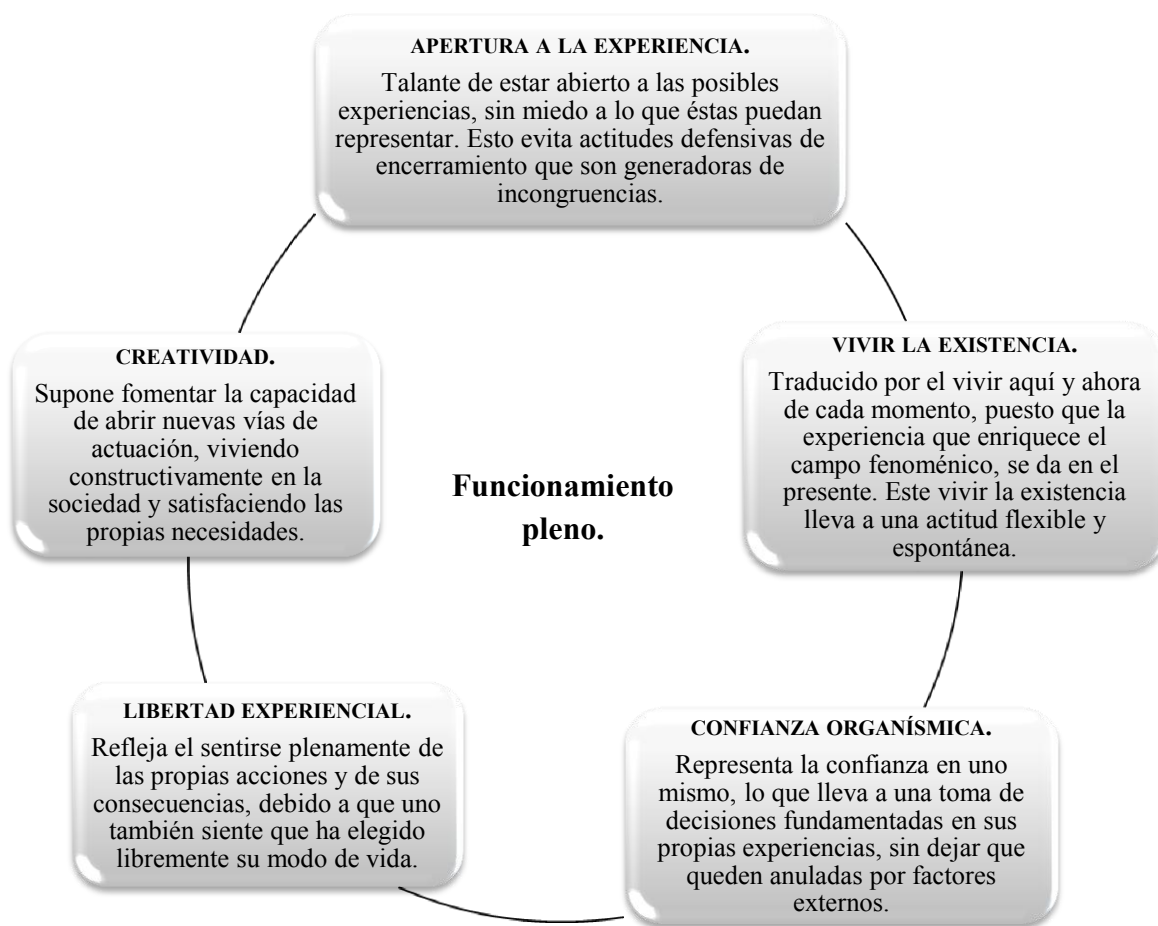 APERTURA A LA EXPERIENCIA.
Talante de estar abierto a las posibles
experiencias, sin miedo a lo que éstas puedan
representar. Esto evita actitudes defensivas de
encerramiento que son generadoras de
incongruencias.
VIVIR LA EXISTENCIA.
Traducido por el vivir aquí y ahora
de cada momento, puesto que la
experiencia que enriquece el
campo fenoménico, se da en el
presente. Este vivir la existencia
lleva a una actitud flexible y
espontánea.
CONFIANZA ORGANÍSMICA.
Representa la confianza en uno
mismo, lo que lleva a una toma de
decisiones fundamentadas en sus
propias experiencias, sin dejar que
queden anuladas por factores
externos.
LIBERTAD EXPERIENCIAL.
Refleja el sentirse plenamente de
las propias acciones y de sus
consecuencias, debido a que uno
también siente que ha elegido
libremente su modo de vida.
CREATIVIDAD.
Supone fomentar la capacidad
de abrir nuevas vías de
actuación, viviendo
constructivamente en la
sociedad y satisfaciendo las
propias necesidades.
Funcionamiento
pleno.